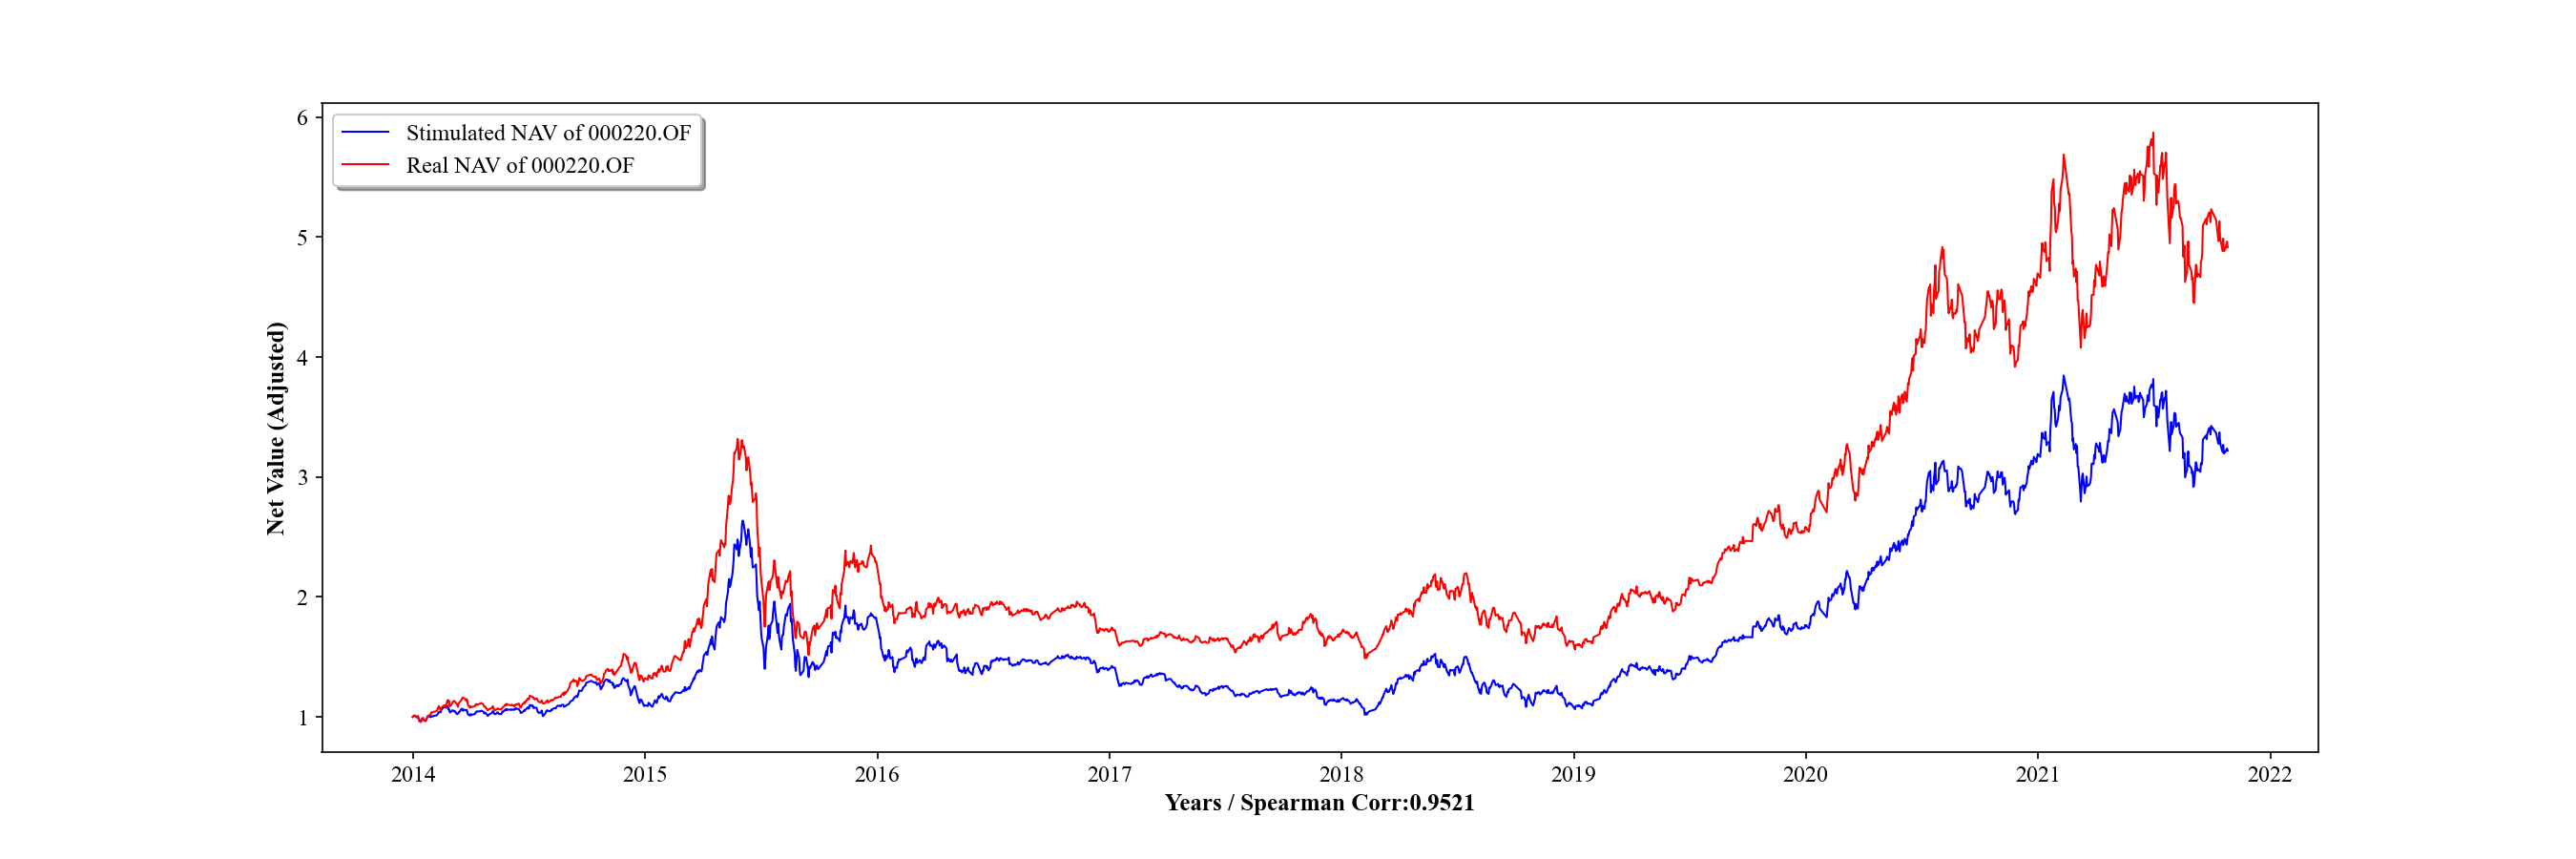 Stimulated NAV of 000220.OF
Real NAV of 000220.OF
6
5
4
3
2
1
Net Value (Adjusted)
2014 2015 2016 2017 2018 2019 2020 2021 2022
Years / Spearman Corr:0.9521